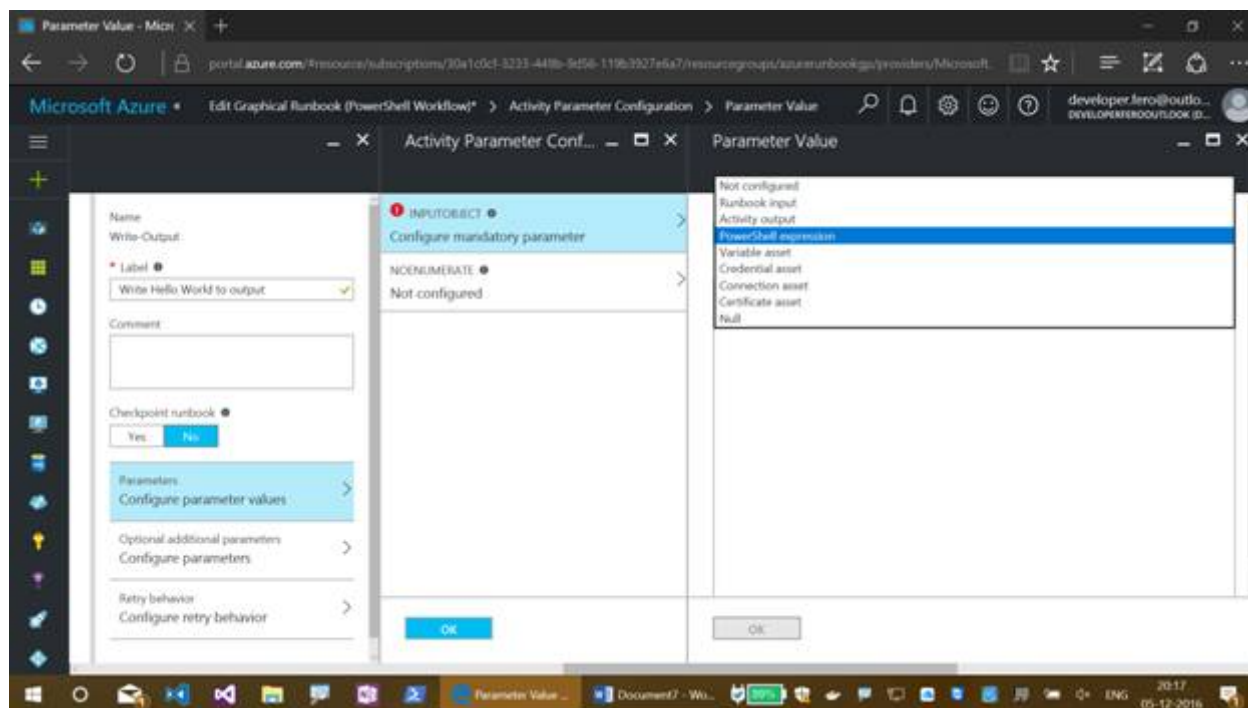 Parameter Value - Micr
portal.azure.com/#resource/subscriptions/
Microsoft Azure
Edit Graphical Runbook (PowerShell Workflow)* > Activity Parameter Configuration > Parameter Value
developer.fero@outlo...
Activity Parameter Conf...
Parameter Value
Name
Write-Output
* Label
Write Hello World to output
Comment
Checkpoint runbook
Yes
No
Parameters
Configure parameter values
Optional additional parameters
Configure parameters
Retry behavior
Configure retry behavior
INPUTOBJECT
Configure mandatory parameter
NOENUMERATE
Not configured
OK
Not configured
Runbook input
Activity output
PowerShell expression
Variable asset
Credential asset
Connection asset
Certificate asset
Null
OK
Parameter Value ...
Document7 - Wo...
99%
ENG
20:17
05-12-2016